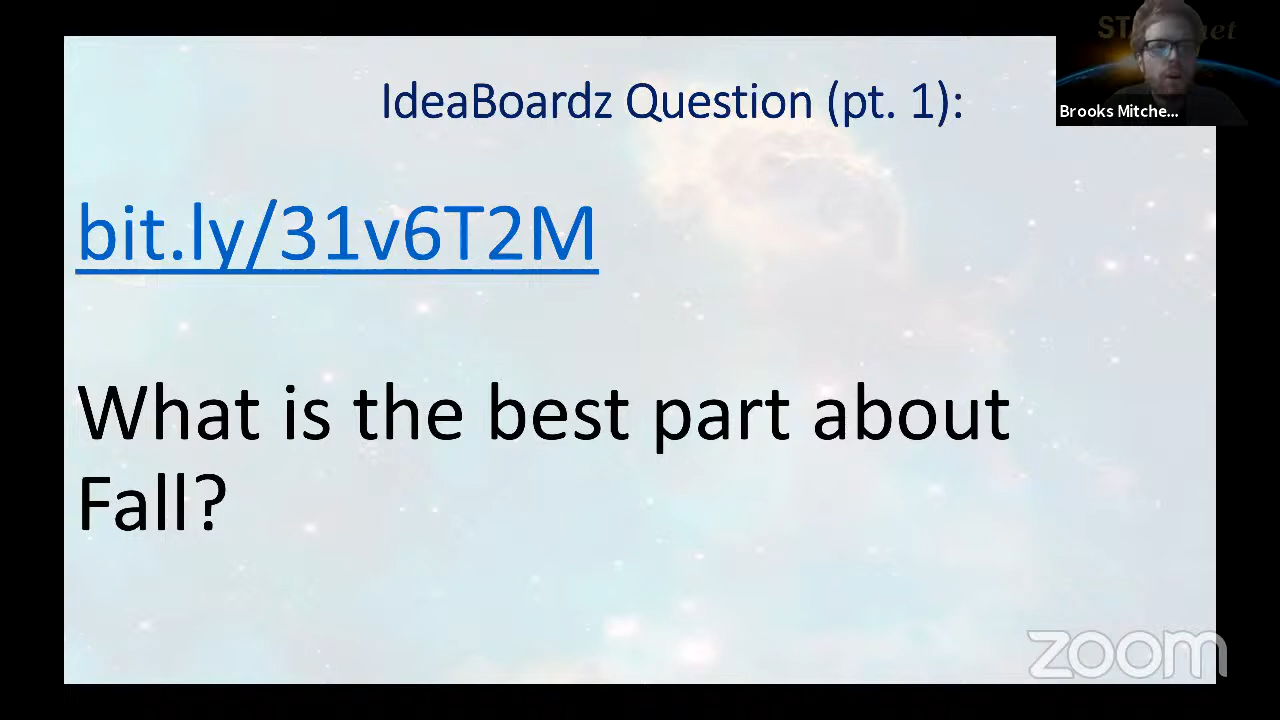 IdeaBoardz Question (pt. 1):
Brooks Mitche...
bit.ly/31v6T2M
What is the best part about
Fall?
zoom